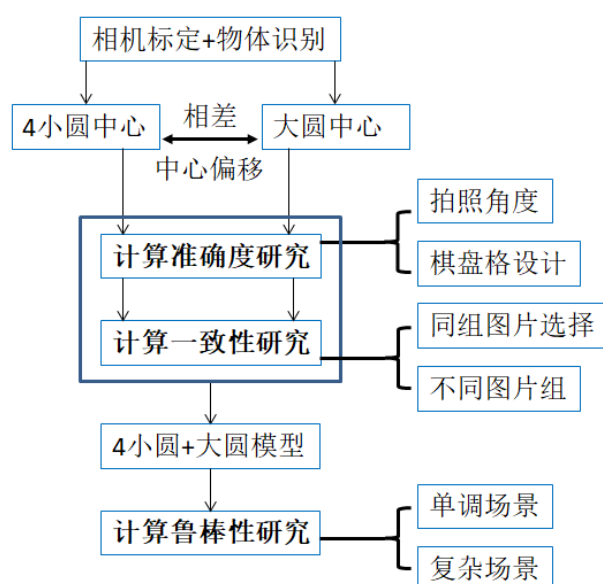 相机标定+物体识别
4小圆中心
相差
大圆中心
中心偏移
拍照角度
计算准确度研究
棋盘格设计
同组图片选择
计算一致性研究
不同图片组
4小圆+大圆模型
单调场景
计算鲁棒性研究
复杂场景